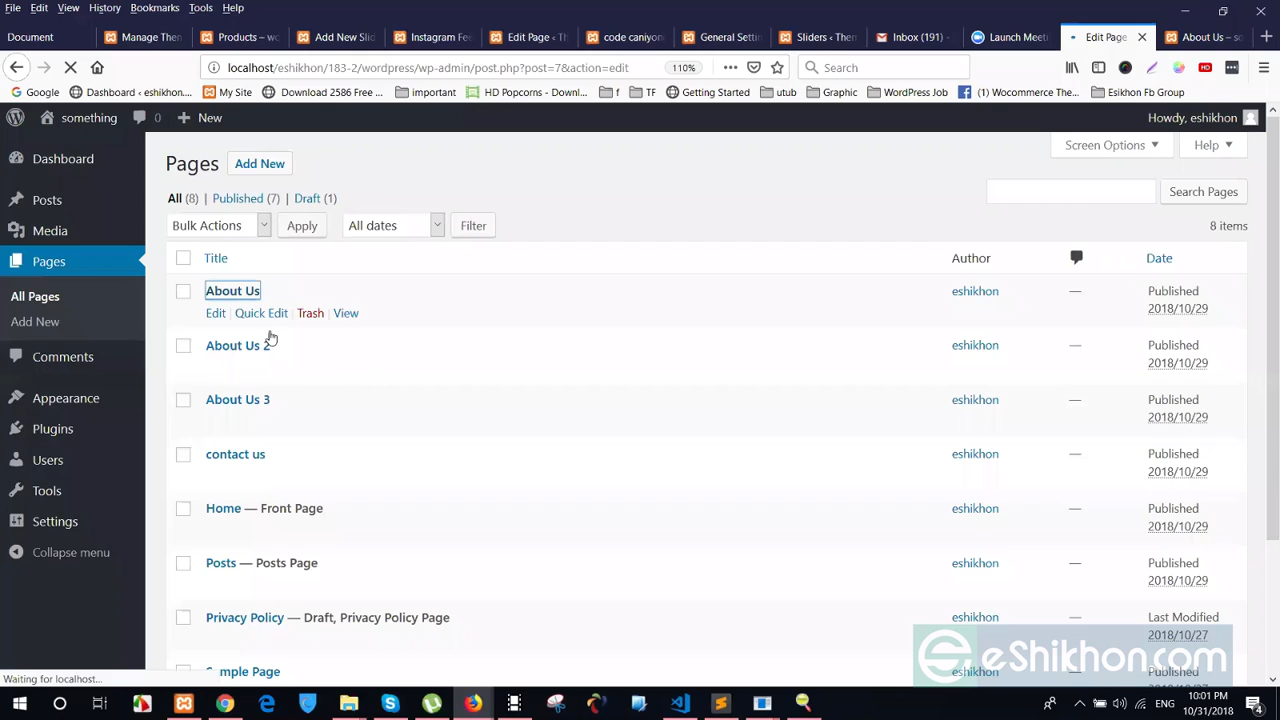 File Edit View History Bookmarks Tools Help
Document Manage Them Products – wo Add New Slid Instagram Fee Edit Page ‹ Th code caniyon General Settin Sliders ‹ Them Inbox (191) Launch Meeti Edit Page About Us – so
localhost/eshikhon/183-2/wordpress/wp-admin/post.php?post=7&action=edit 110% Search
Google Dashboard ‹ eshikhon.... My Site Download 2586 Free ... important HD Popcorns - Downl... f TF Getting Started utub Graphic WordPress Job (1) Wocommerce The... Esikhon Fb Group
something 0 New Howdy, eshikhon
Dashboard
Posts
Media
Pages
All Pages
Add New
Comments
Appearance
Plugins
Users
Tools
Settings
Collapse menu
Screen Options Help
Pages Add New
All (8) | Published (7) | Draft (1) Search Pages
Bulk Actions Apply All dates Filter 8 items
Title Author Date
About Us eshikhon — Published
2018/10/29
Edit | Quick Edit | Trash | View
About Us 2 eshikhon — Published
2018/10/29
About Us 3 eshikhon — Published
2018/10/29
contact us eshikhon — Published
2018/10/29
Home — Front Page eshikhon — Published
2018/10/29
Posts — Posts Page eshikhon — Published
2018/10/29
Privacy Policy — Draft, Privacy Policy Page eshikhon — Last Modified
2018/10/27
Sample Page eshikhon Published
eShikhon.com
Waiting for localhost...
ENG 10:01 PM
10/31/2018 4